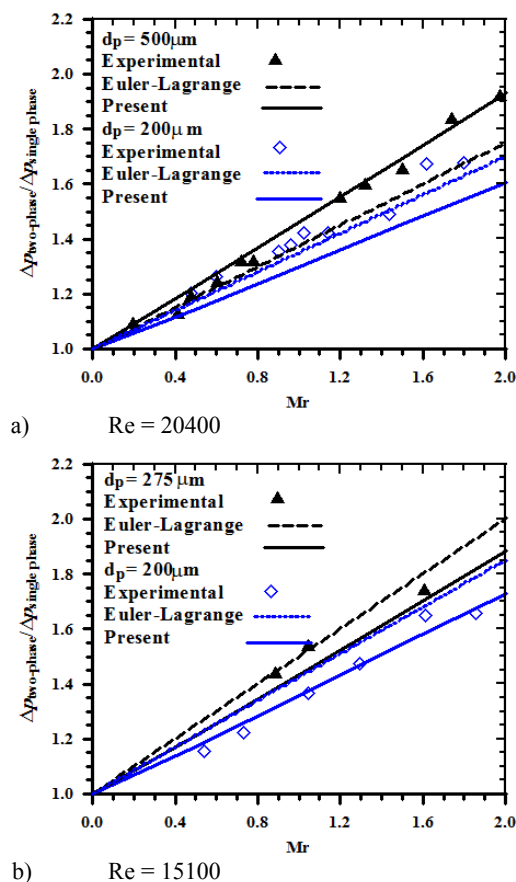 2.2
dp = 500μm
Experimental
Euler-Lagrange
Present
dp = 200μm
Experimental
Euler-Lagrange
Present
2.0
1.8
1.6
1.4
1.2
1.0
Δptwo-phase/Δpsingle phase
0.0 0.4 0.8 1.2 1.6 2.0
Mr
a) Re = 20400
2.2
dp = 275 μm
Experimental
Euler-Lagrange
Present
dp = 200μm
Experimental
Euler-Lagrange
Present
2.0
1.8
1.6
1.4
1.2
1.0
Δptwo-phase/Δpsingle phase
0.0 0.4 0.8 1.2 1.6 2.0
Mr
b) Re = 15100